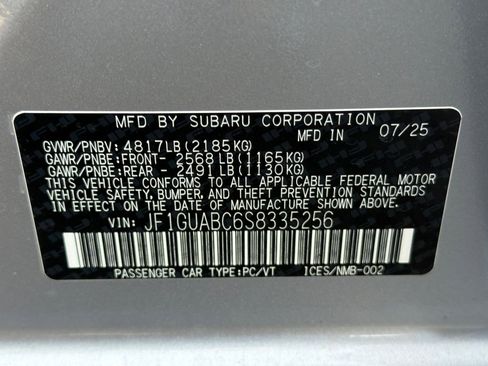 MFD BY SUBARU CORPORATION
MFD IN 07/25
GVWR/PNBV: 4817LB(2185KG)
GAWR/PNBE:FRONT- 2568LB(1165KG)
GAWR/PNBE:REAR - 2491LB(1130KG)
THIS VEHICLE CONFORMS TO ALL APPLICABLE FEDERAL MOTOR
VEHICLE SAFETY, BUMPER, AND THEFT PREVENTION STANDARDS
IN EFFECT ON THE DATE OF MANUFACTURE SHOWN ABOVE.
VIN: JF1GUABC6S8335256
PASSENGER CAR TYPE:PC/VT ICES/NMB-002